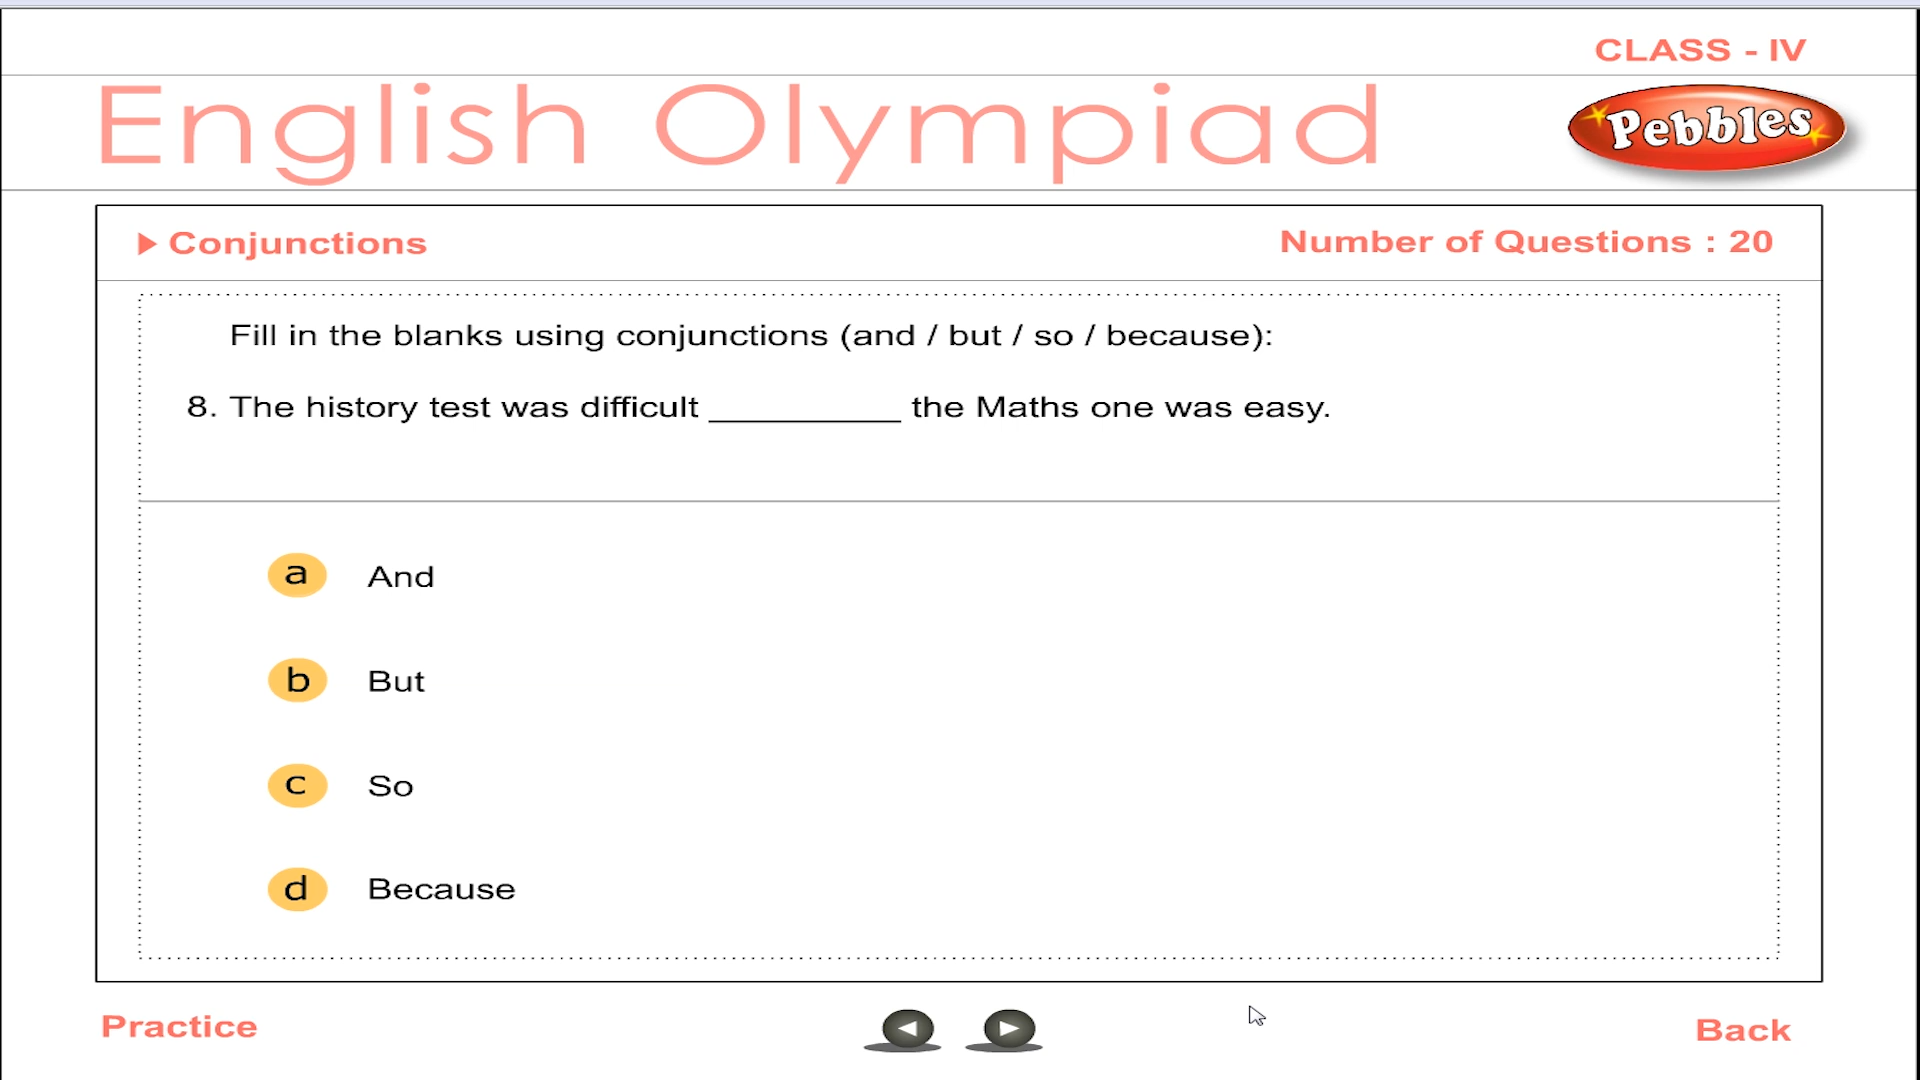 CLASS - IV
English Olympiad
Pebbles
Conjunctions
Number of Questions : 20
Fill in the blanks using conjunctions (and / but / so / because):
8. The history test was difficult ___________ the Maths one was easy.
a And
b But
c So
d Because
Practice
Back